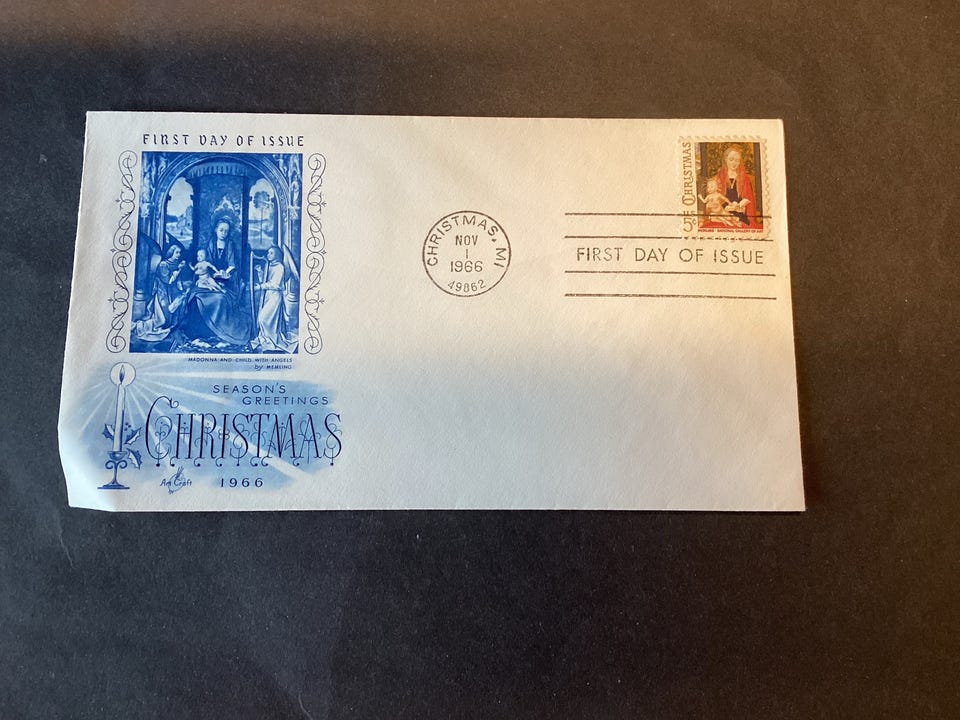 FIRST DAY OF ISSUE
MADONNA AND CHILD WITH ANGELS
by MEMLING
SEASON'S
GREETINGS
CHRISTMAS
Art Craft
1966
CHRISTMAS, MI
NOV
1
1966
49862
5¢ CHRISTMAS
MEMLING NATIONAL GALLERY OF ART
FIRST DAY OF ISSUE